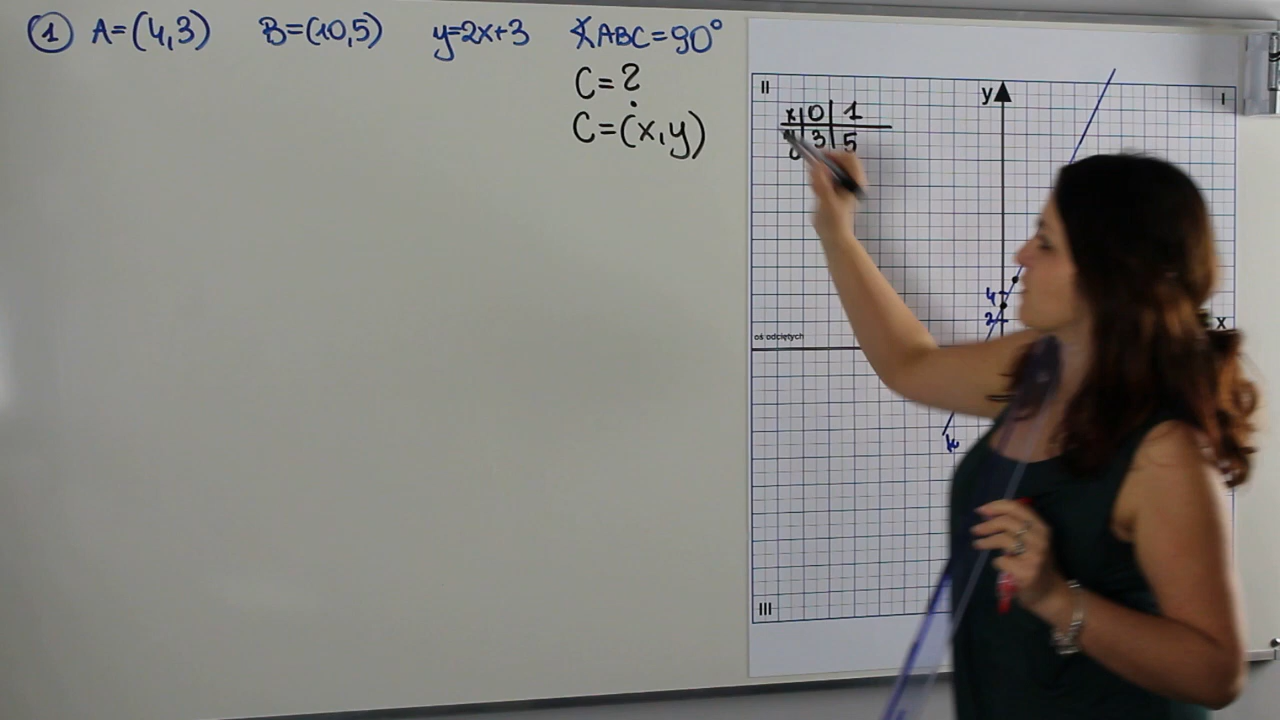 ① A=(4,3) B=(10,5) y=2x+3 ∢ABC=90°
C=?
C=(x,y)
II y I
x 0 1
y 3 5
4
2
x
oś odciętych
k
III